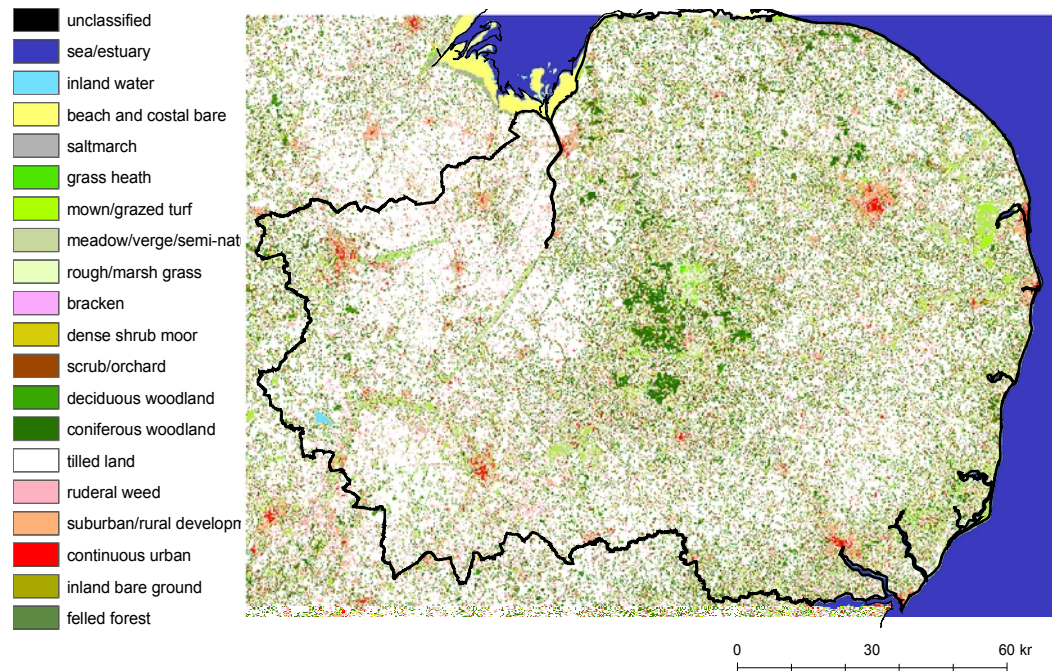 unclassified
sea/estuary
inland water
beach and costal bare
saltmarch
grass heath
mown/grazed turf
meadow/verge/semi-nat
rough/marsh grass
bracken
dense shrub moor
scrub/orchard
deciduous woodland
coniferous woodland
tilled land
ruderal weed
suburban/rural developm
continuous urban
inland bare ground
felled forest
0 30 60 kr